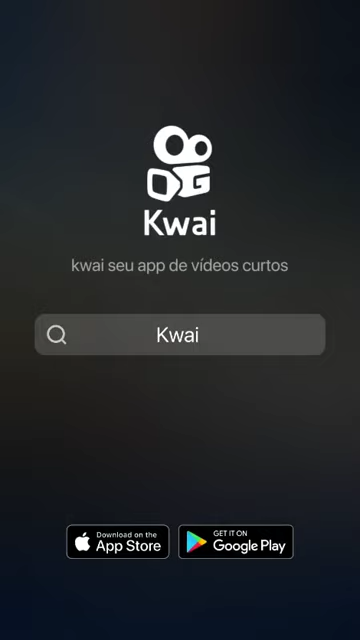 Kwai
kwai seu app de vídeos curtos
Kwai
Download on the
App Store
GET IT ON
Google Play